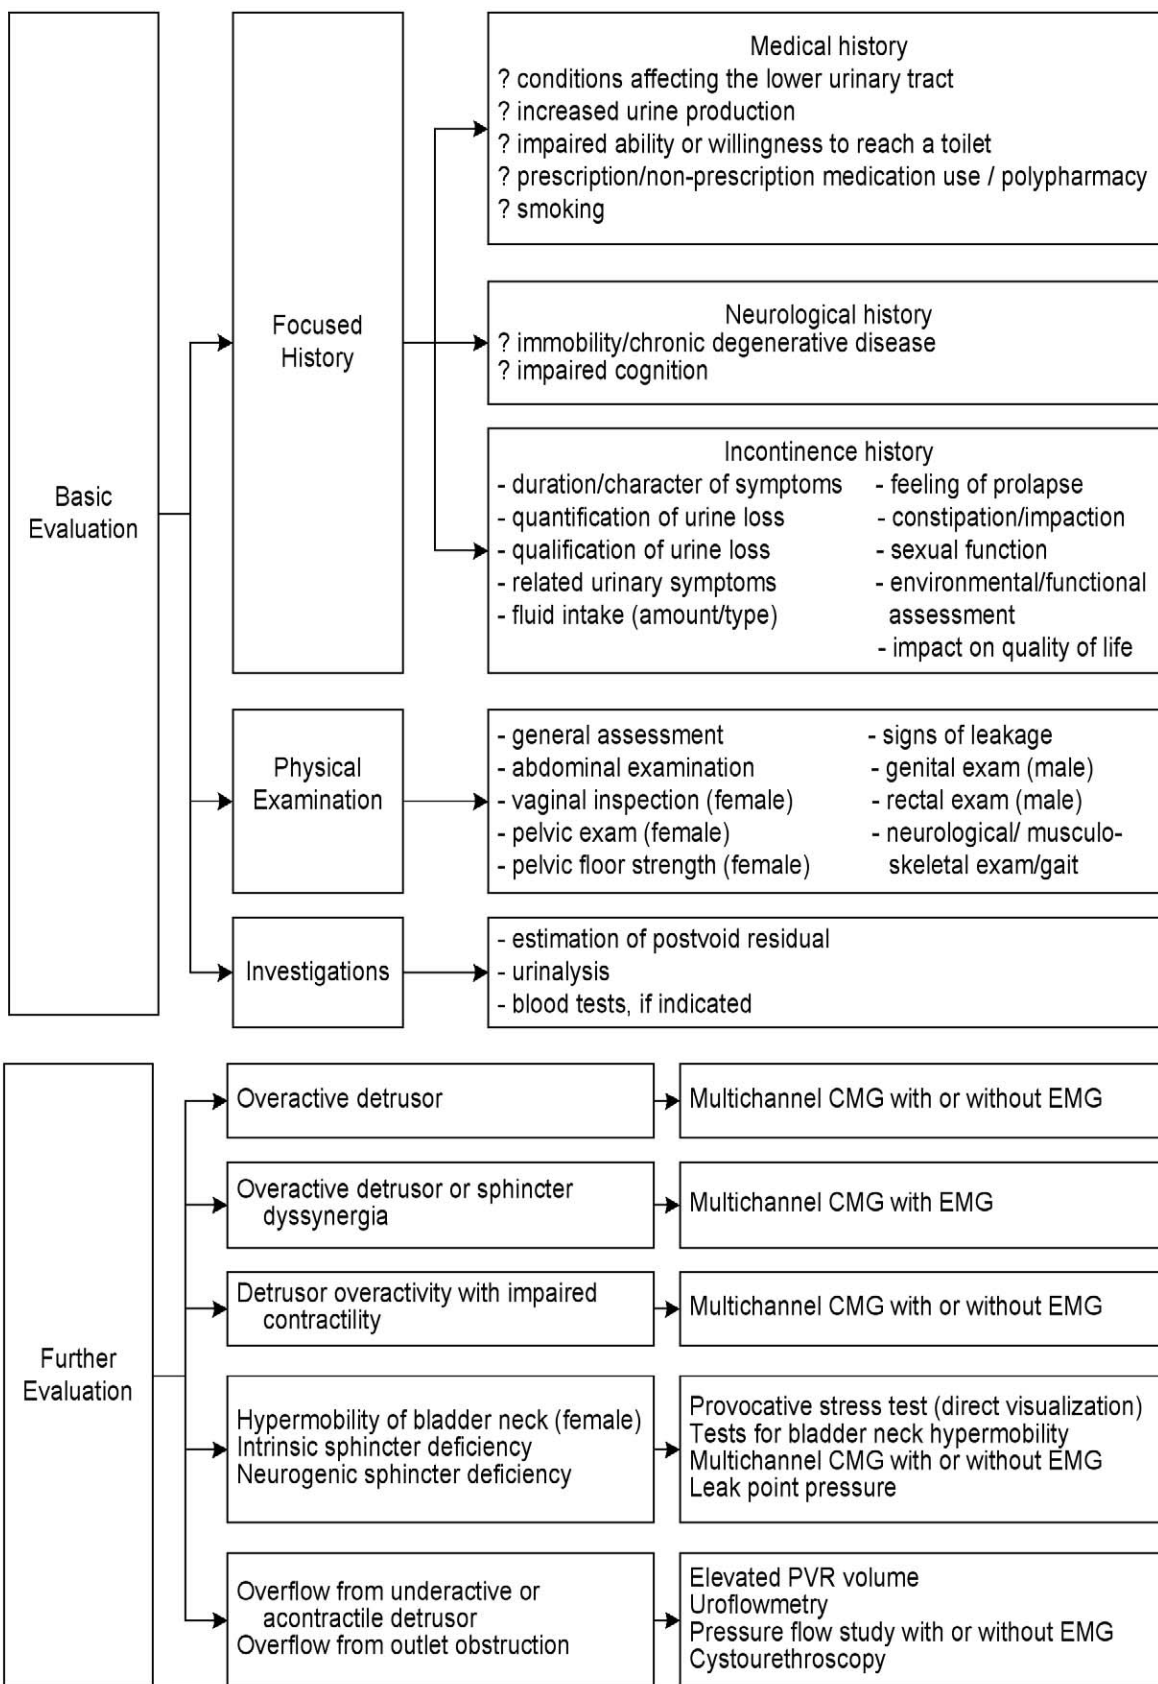 Basic
Evaluation
Focused
History
Medical history
? conditions affecting the lower urinary tract
? increased urine production
? impaired ability or willingness to reach a toilet
? prescription/non-prescription medication use / polypharmacy
? smoking
Neurological history
? immobility/chronic degenerative disease
? impaired cognition
Incontinence history
- duration/character of symptoms
- quantification of urine loss
- qualification of urine loss
- related urinary symptoms
- fluid intake (amount/type)
- feeling of prolapse
- constipation/impaction
- sexual function
- environmental/functional
assessment
- impact on quality of life
Physical
Examination
- general assessment
- abdominal examination
- vaginal inspection (female)
- pelvic exam (female)
- pelvic floor strength (female)
- signs of leakage
- genital exam (male)
- rectal exam (male)
- neurological/ musculo-
skeletal exam/gait
Investigations
- estimation of postvoid residual
- urinalysis
- blood tests, if indicated
Further
Evaluation
Overactive detrusor
Multichannel CMG with or without EMG
Overactive detrusor or sphincter
dyssynergia
Multichannel CMG with EMG
Detrusor overactivity with impaired
contractility
Multichannel CMG with or without EMG
Hypermobility of bladder neck (female)
Intrinsic sphincter deficiency
Neurogenic sphincter deficiency
Provocative stress test (direct visualization)
Tests for bladder neck hypermobility
Multichannel CMG with or without EMG
Leak point pressure
Overflow from underactive or
acontractile detrusor
Overflow from outlet obstruction
Elevated PVR volume
Uroflowmetry
Pressure flow study with or without EMG
Cystourethroscopy